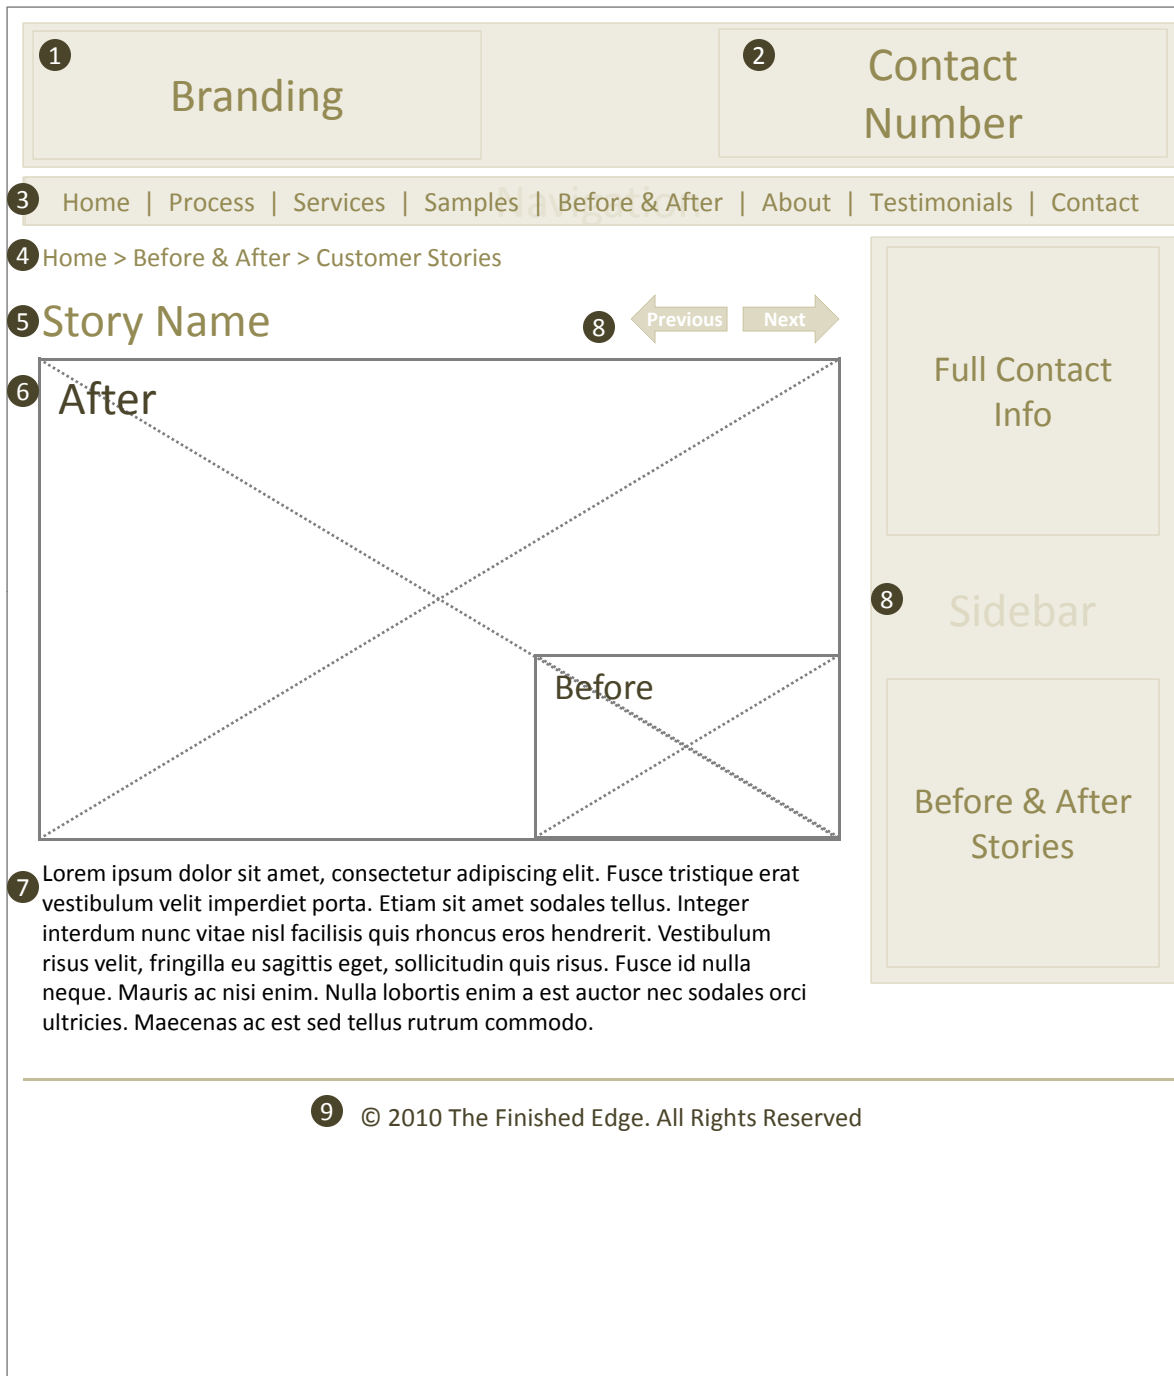 1
Branding
2
Contact
Number
3
Navigation
Home | Process | Services | Samples | Before & After | About | Testimonials | Contact
4
Home > Before & After > Customer Stories
5
Story Name
8
Previous
Next
6
After
Before
7
Lorem ipsum dolor sit amet, consectetur adipiscing elit. Fusce tristique erat
vestibulum velit imperdiet porta. Etiam sit amet sodales tellus. Integer
interdum nunc vitae nisl facilisis quis rhoncus eros hendrerit. Vestibulum
risus velit, fringilla eu sagittis eget, sollicitudin quis risus. Fusce id nulla
neque. Mauris ac nisi enim. Nulla lobortis enim a est auctor nec sodales orci
ultricies. Maecenas ac est sed tellus rutrum commodo.
Full Contact
Info
8
Sidebar
Before & After
Stories
9
© 2010 The Finished Edge. All Rights Reserved